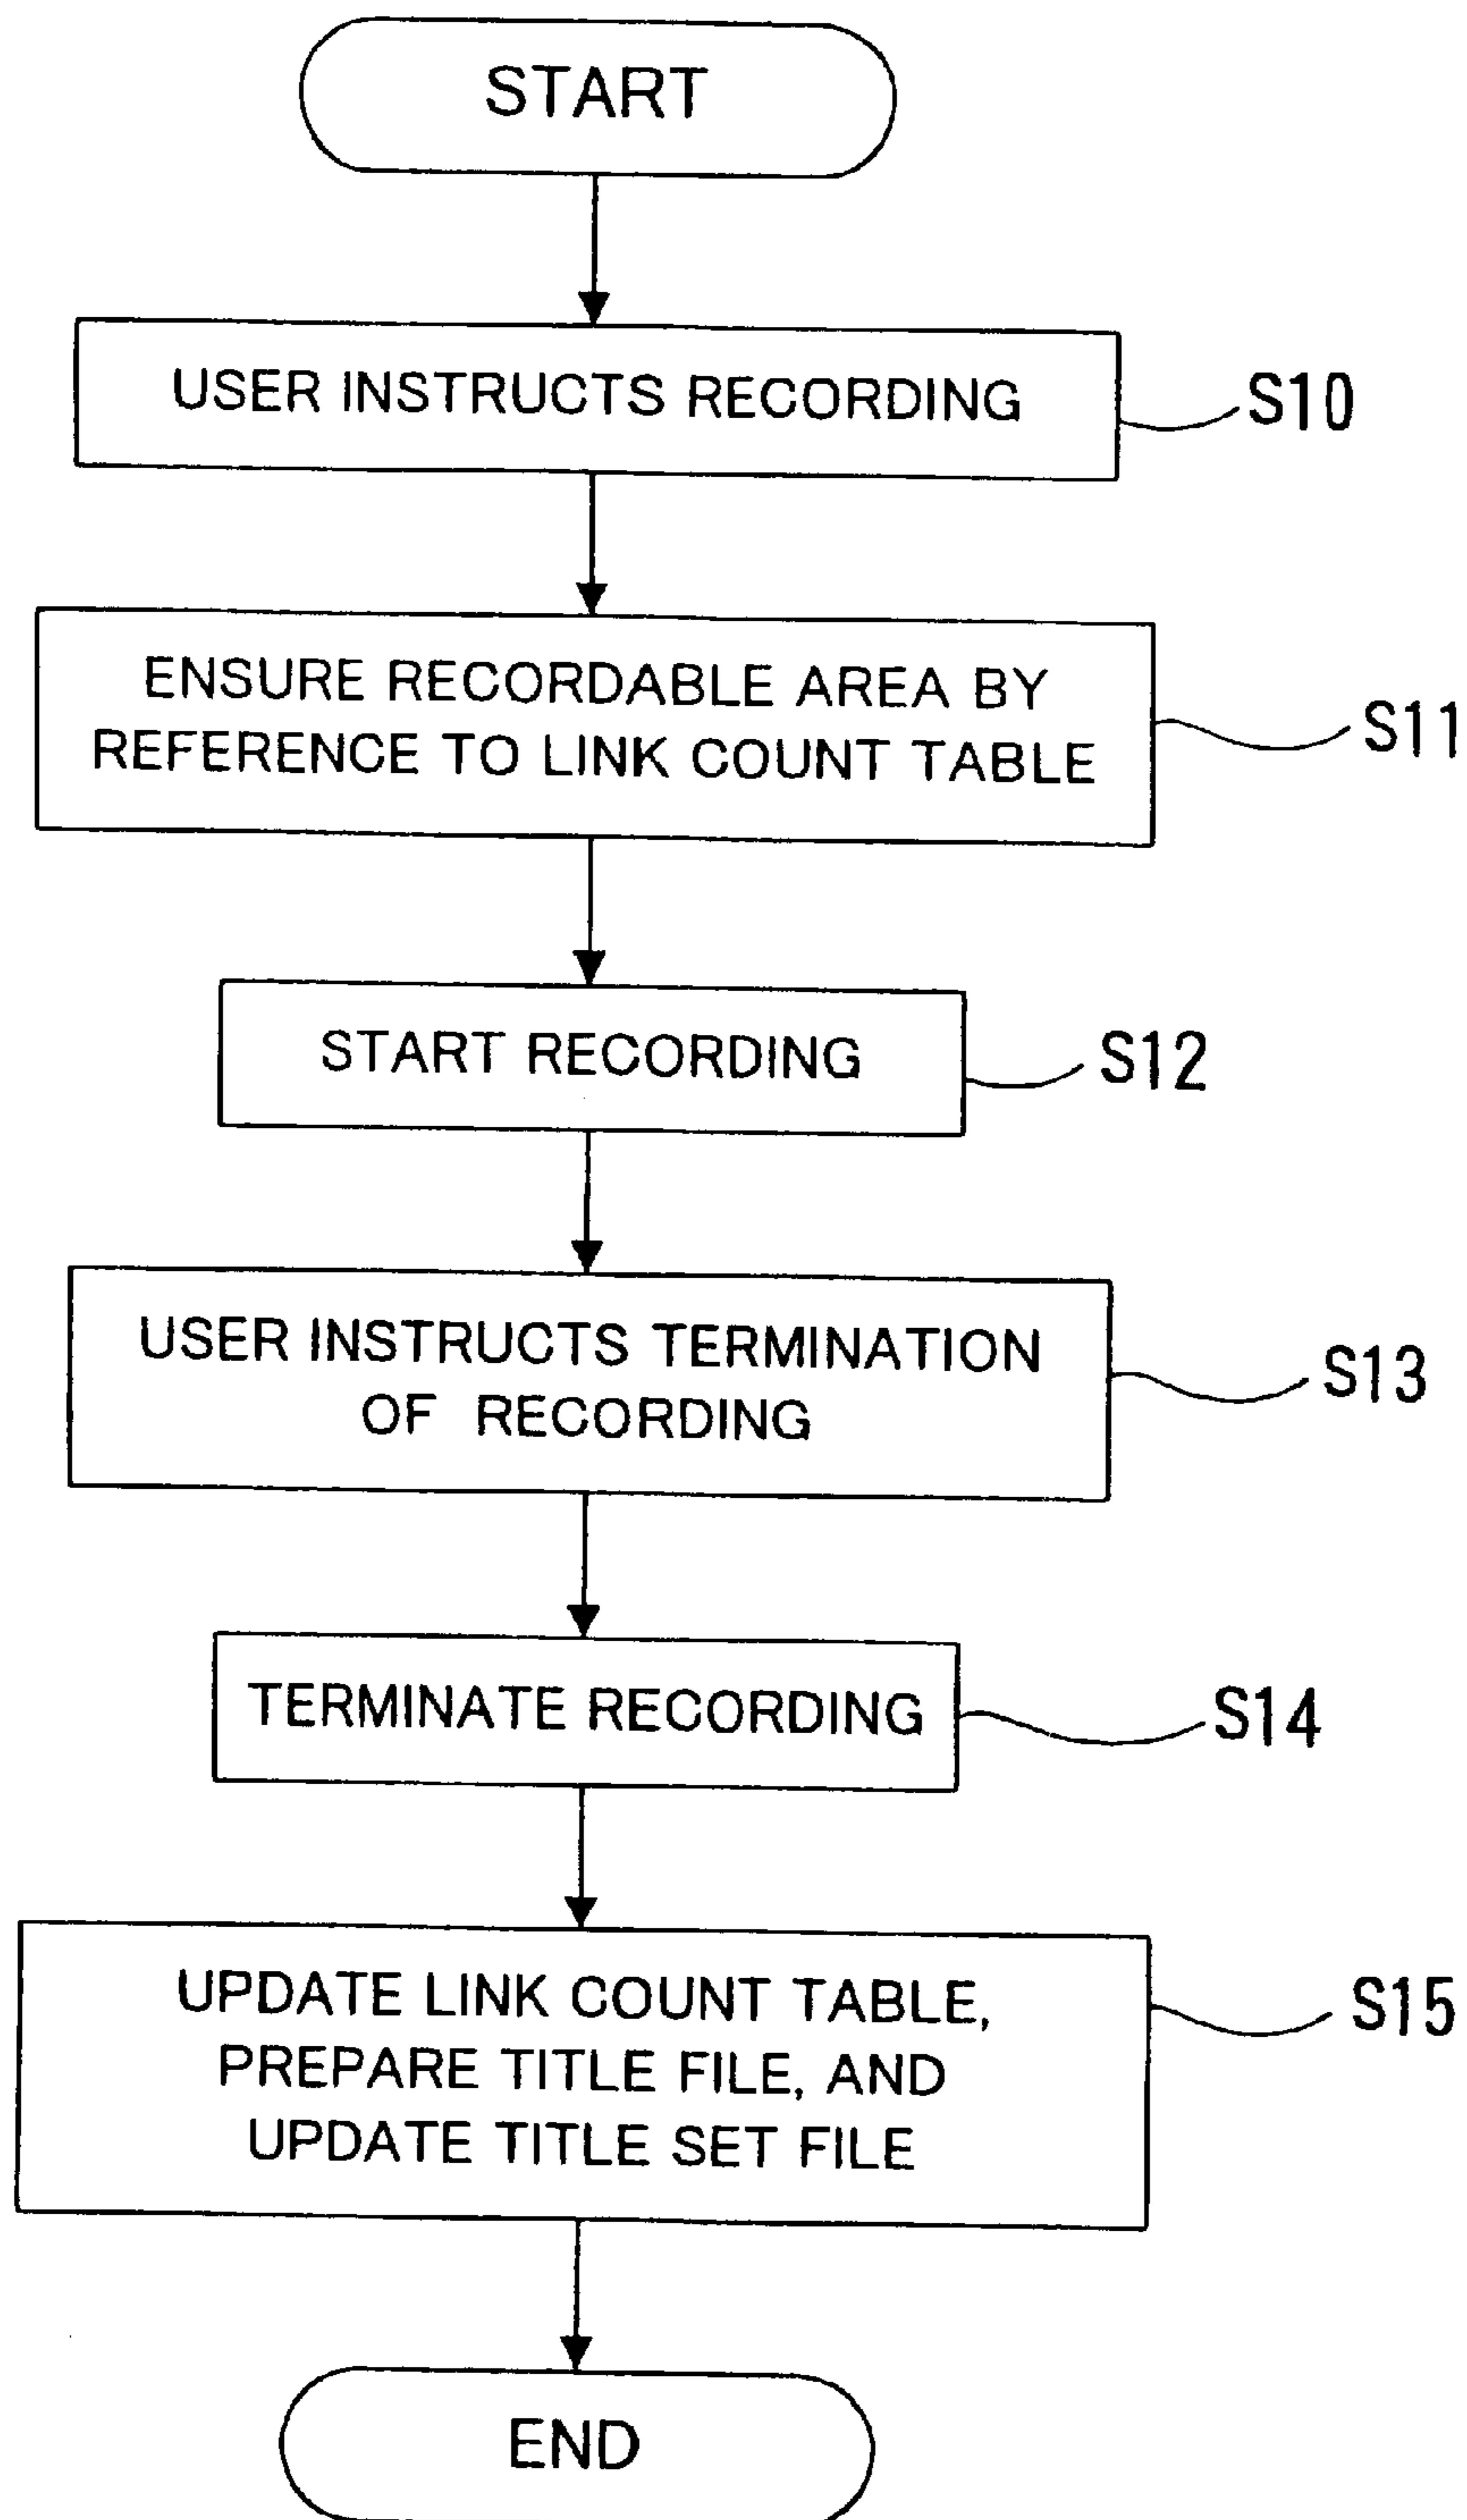 START
USER INSTRUCTS RECORDING
S10
ENSURE RECORDABLE AREA BY
REFERENCE TO LINK COUNT TABLE
S11
START RECORDING
S12
USER INSTRUCTS TERMINATION
OF RECORDING
S13
TERMINATE RECORDING
S14
UPDATE LINK COUNT TABLE,
PREPARE TITLE FILE, AND
UPDATE TITLE SET FILE
S15
END